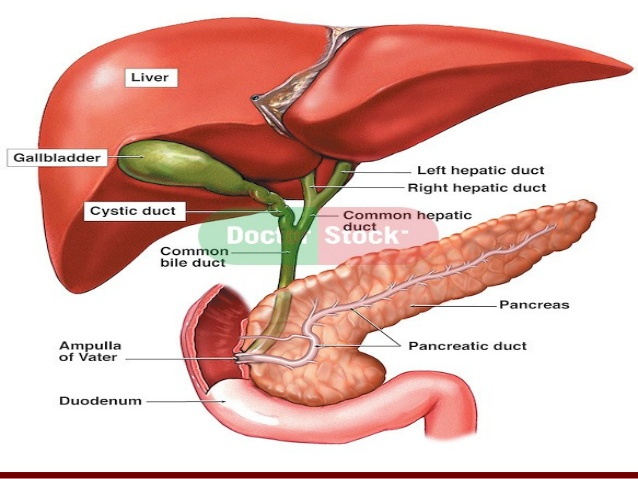 Liver
Gallbladder
Left hepatic duct
Right hepatic duct
Cystic duct
Common hepatic
duct
Doctor Stock™
Common
bile duct
Pancreas
Ampulla
of Vater
Pancreatic duct
Duodenum